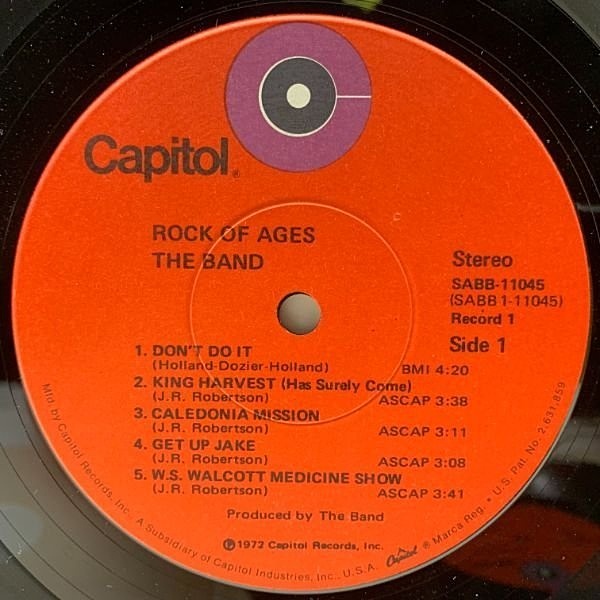 Capitol®
ROCK OF AGES
THE BAND
Stereo
SABB-11045
(SABB 1-11045)
Record 1
Side 1
1. DON'T DO IT
(Holland-Dozier-Holland) BMI 4:20
2. KING HARVEST (Has Surely Come)
(J.R. Robertson) ASCAP 3:38
3. CALEDONIA MISSION
(J.R. Robertson) ASCAP 3:11
4. GET UP JAKE
(J.R. Robertson) ASCAP 3:08
5. W.S. WALCOTT MEDICINE SHOW
(J.R. Robertson) ASCAP 3:41
Produced by The Band
℗1972 Capitol Records, Inc.
Mfd. by Capitol Records, Inc., A Subsidiary of Capitol Industries, Inc., U.S.A. Capitol ® Marca Reg. • U.S. Pat. No. 2,631,859